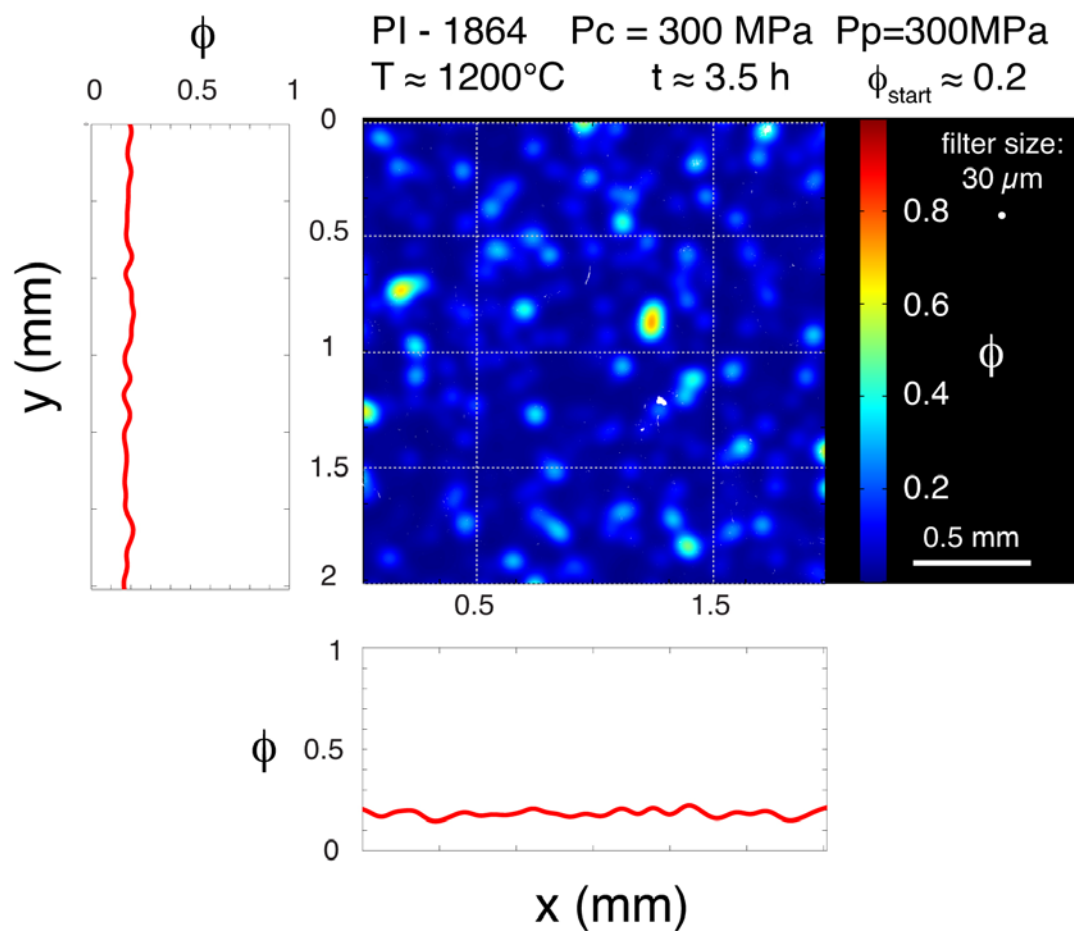 ϕ
PI - 1864 Pc = 300 MPa Pp=300MPa
T ≈ 1200°C t ≈ 3.5 h ϕstart ≈ 0.2
0 0.5 1
0
0.5
1
1.5
2
y (mm)
0.5 1.5
filter size:
30 µm
0.8
0.6
ϕ
0.4
0.2
0.5 mm
1
ϕ 0.5
0
x (mm)